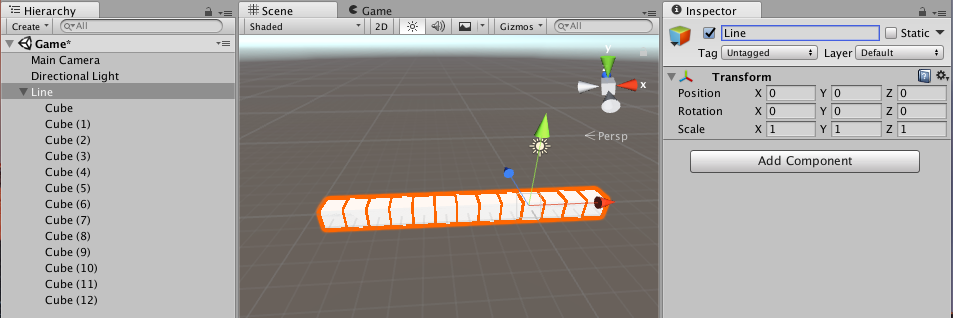 Hierarchy
Create
All
Game*
Main Camera
Directional Light
Line
Cube
Cube (1)
Cube (2)
Cube (3)
Cube (4)
Cube (5)
Cube (6)
Cube (7)
Cube (8)
Cube (9)
Cube (10)
Cube (11)
Cube (12)
Scene
Game
Shaded
2D
Gizmos
All
y
x
Persp
Inspector
Line
Static
Tag Untagged Layer Default
Transform
Position X 0 Y 0 Z 0
Rotation X 0 Y 0 Z 0
Scale X 1 Y 1 Z 1
Add Component